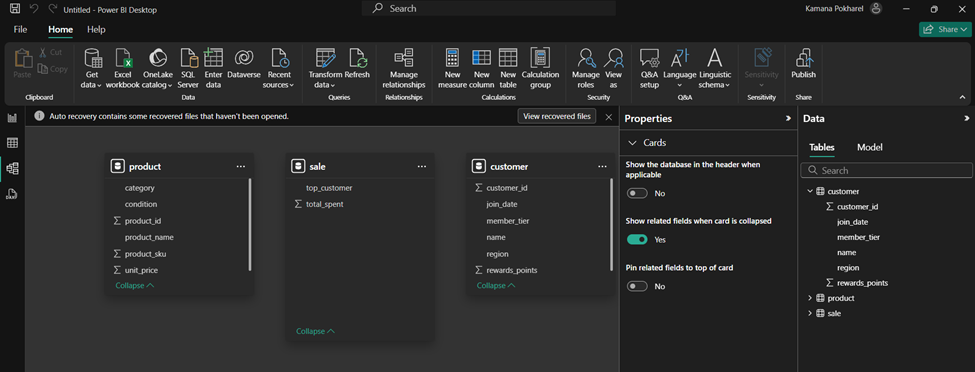 Untitled - Power BI Desktop
Search
Kamana Pokharel
File Home Help
Share
Paste
Cut
Copy
Clipboard
Get data
Excel workbook
OneLake catalog
SQL Server
Enter data
Dataverse
Recent sources
Data
Transform data
Refresh
Queries
Manage relationships
Relationships
New measure
New column
New table
Calculation group
Calculations
Manage roles
View as
Security
Q&A setup
Language
Linguistic schema
Q&A
Sensitivity
Sensitivity
Publish
Share
Auto recovery contains some recovered files that haven't been opened.
View recovered files
product
category
condition
product_id
product_name
product_sku
unit_price
Collapse
sale
top_customer
total_spent
Collapse
customer
customer_id
join_date
member_tier
name
region
rewards_points
Collapse
Properties
Cards
Show the database in the header when
applicable
No
Show related fields when card is collapsed
Yes
Pin related fields to top of card
No
Data
Tables Model
Search
customer
customer_id
join_date
member_tier
name
region
rewards_points
product
sale